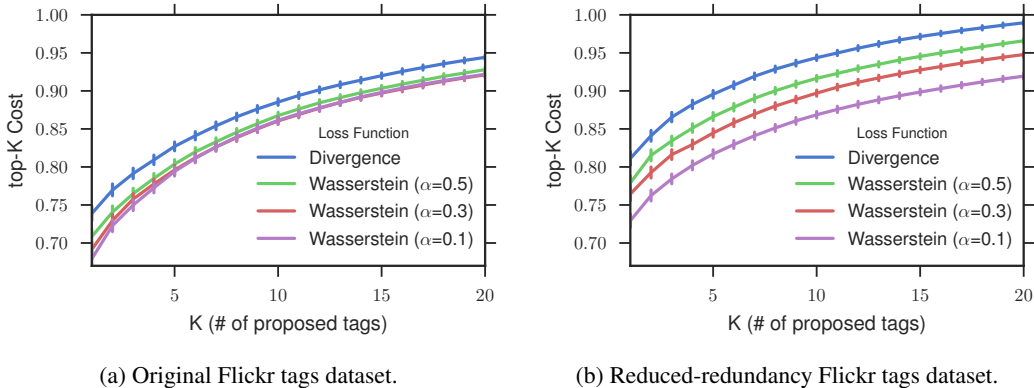 1.00
0.95
0.90
0.85
0.80
0.75
0.70
top-K Cost
5
10
15
20
K (# of proposed tags)
Loss Function
Divergence
Wasserstein (α=0.5)
Wasserstein (α=0.3)
Wasserstein (α=0.1)
(a) Original Flickr tags dataset.
1.00
0.95
0.90
0.85
0.80
0.75
0.70
top-K Cost
5
10
15
20
K (# of proposed tags)
Loss Function
Divergence
Wasserstein (α=0.5)
Wasserstein (α=0.3)
Wasserstein (α=0.1)
(b) Reduced-redundancy Flickr tags dataset.